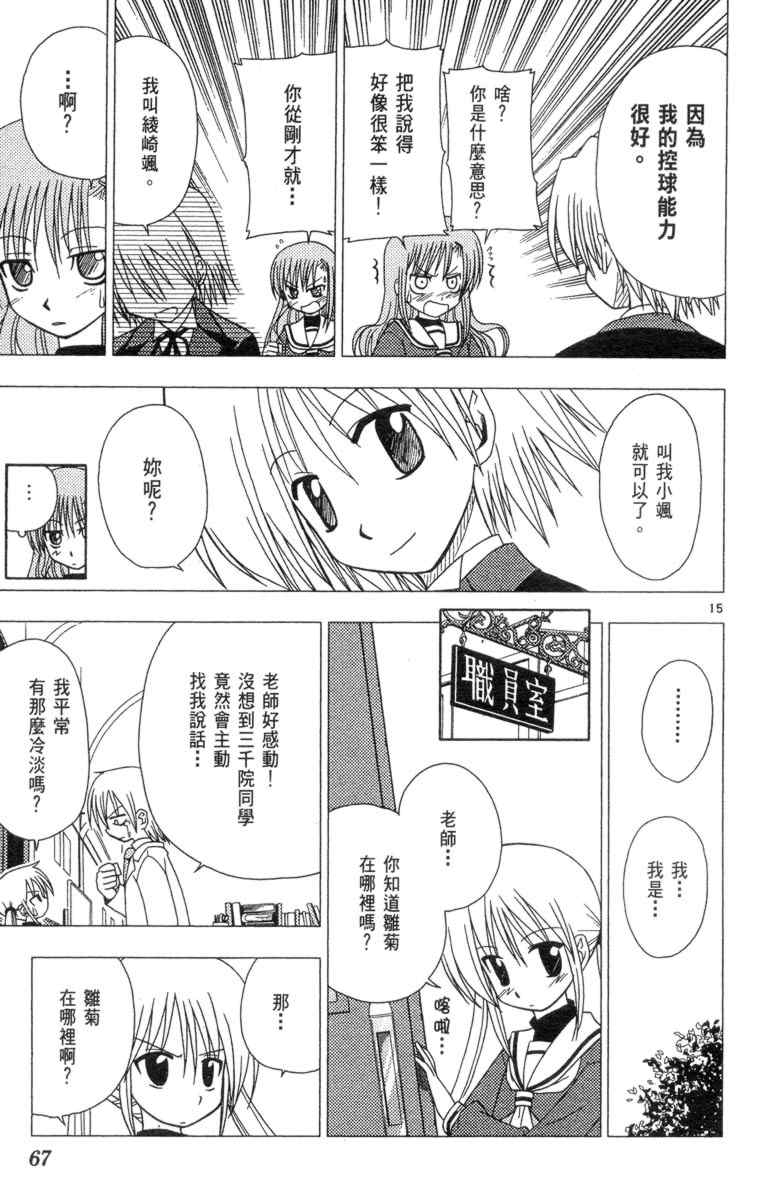 因為
我的控球能力
很好。
啥？
你是什麼意思？
把我說得
好像很笨一樣！
你從剛才就…
我叫綾崎颯。
…啊？
叫我小颯
就可以了。
妳呢？
…
15
………
我…
我是…
職員室
老師…
你知道雛菊
在哪裡嗎？
喀啦…
老師好感動！
沒想到三千院同學
竟然會主動
找我說話…
我平常
有那麼冷淡嗎？
那…
雛菊
在哪裡啊？
67